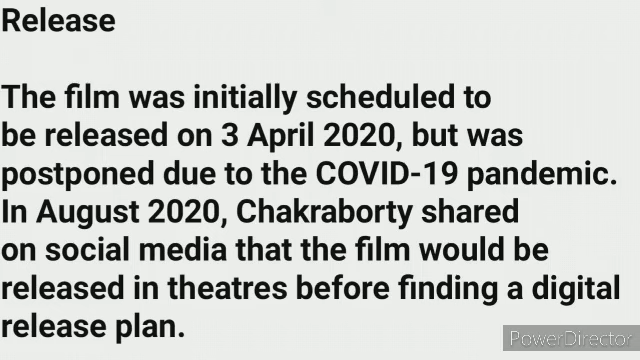 Release
The film was initially scheduled to
be released on 3 April 2020, but was
postponed due to the COVID-19 pandemic.
In August 2020, Chakraborty shared
on social media that the film would be
released in theatres before finding a digital
release plan.
PowerDirector